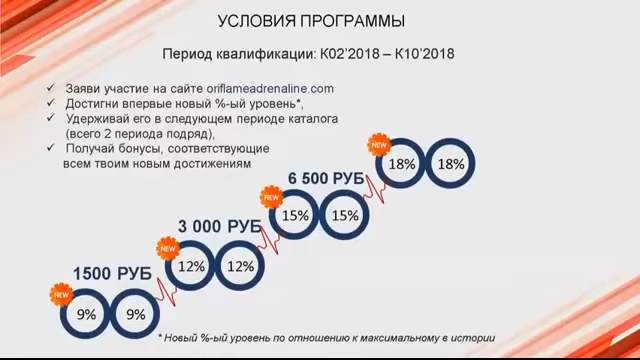 УСЛОВИЯ ПРОГРАММЫ
Период квалификации: К02'2018 – К10'2018
✓ Заяви участие на сайте oriflameadrenaline.com
✓ Достигни впервые новый %-ый уровень*,
✓ Удерживай его в следующем периоде каталога
(всего 2 периода подряд),
✓ Получай бонусы, соответствующие
всем твоим новым достижениям
NEW
18% 18%
6 500 РУБ
NEW
15% 15%
3 000 РУБ
NEW
12% 12%
1500 РУБ
NEW
9% 9%
* Новый %-ый уровень по отношению к максимальному в истории